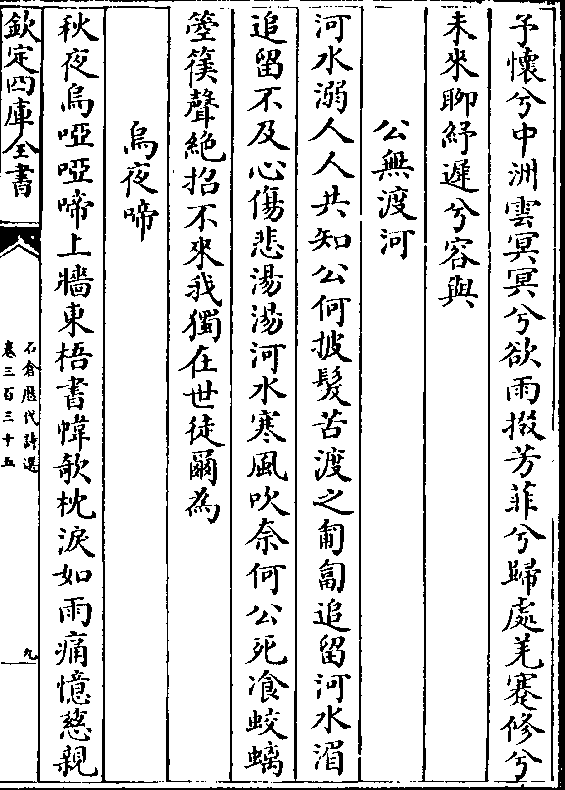 予懷兮中洲雲冥冥兮欲雨掇芳菲兮歸處羌蹇修兮
未來聊紓遲兮容與
公無渡河
河水溺人人共知公何披髮苦渡之匍匐追留河水湄
追留不及心傷悲湯湯河水寒風吹奈何公死飡蛟螭
箜篌聲絶招不來我獨在世徒爾為
烏夜啼
秋夜烏啞啞啼上牆東梧書幃欹枕淚如雨痛憶慈親
欽定四庫全書
石倉歷代詩選
卷三百三十五
九